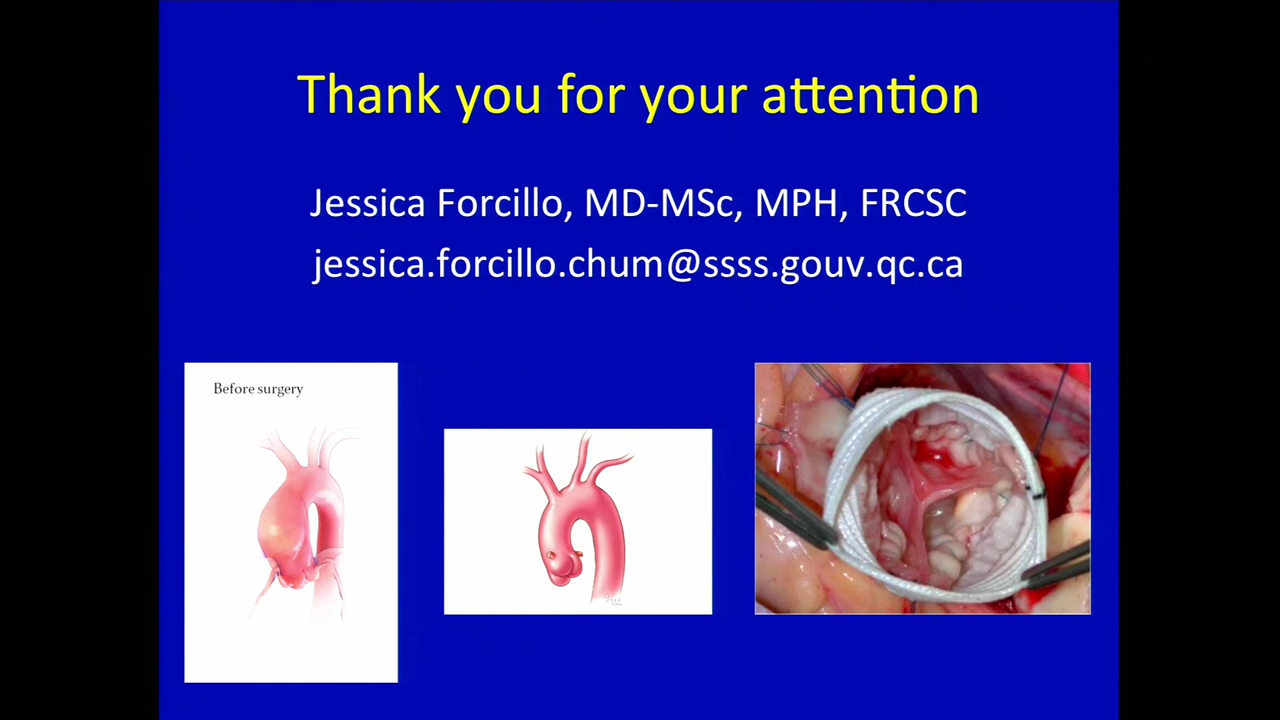 Thank you for your attention
Jessica Forcillo, MD-MSc, MPH, FRCSC
jessica.forcillo.chum@ssss.gouv.qc.ca
Before surgery